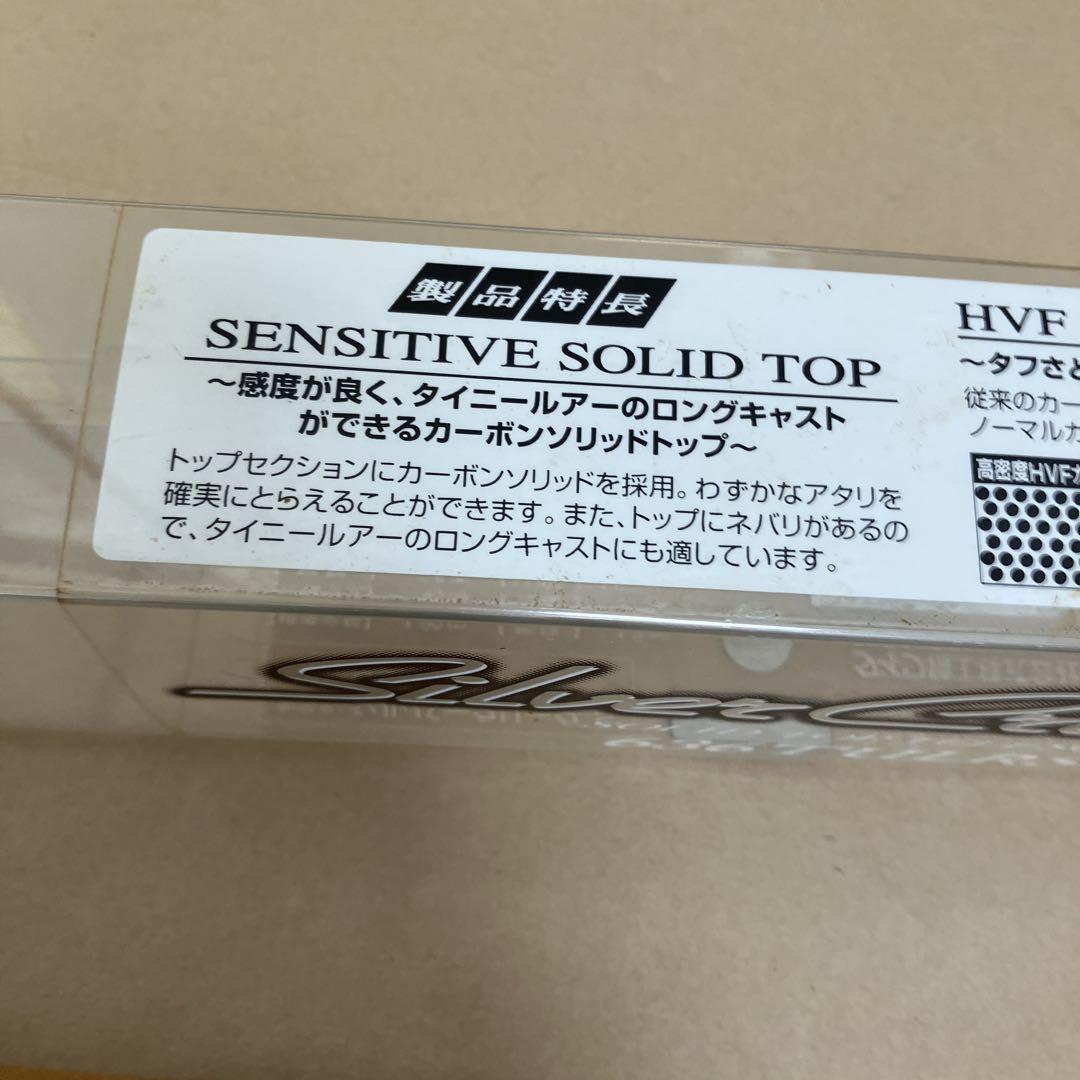 製品特長
SENSITIVE SOLID TOP
～感度が良く、タイニールアーのロングキャスト
ができるカーボンソリッドトップ～
トップセクションにカーボンソリッドを採用。わずかなアタリを
確実にとらえることができます。また、トップにネバリがあるの
で、タイニールアーのロングキャストにも適しています。
HVF
～タフさと
従来のカー
ノーマルカ
高密度HVFカ
Silver